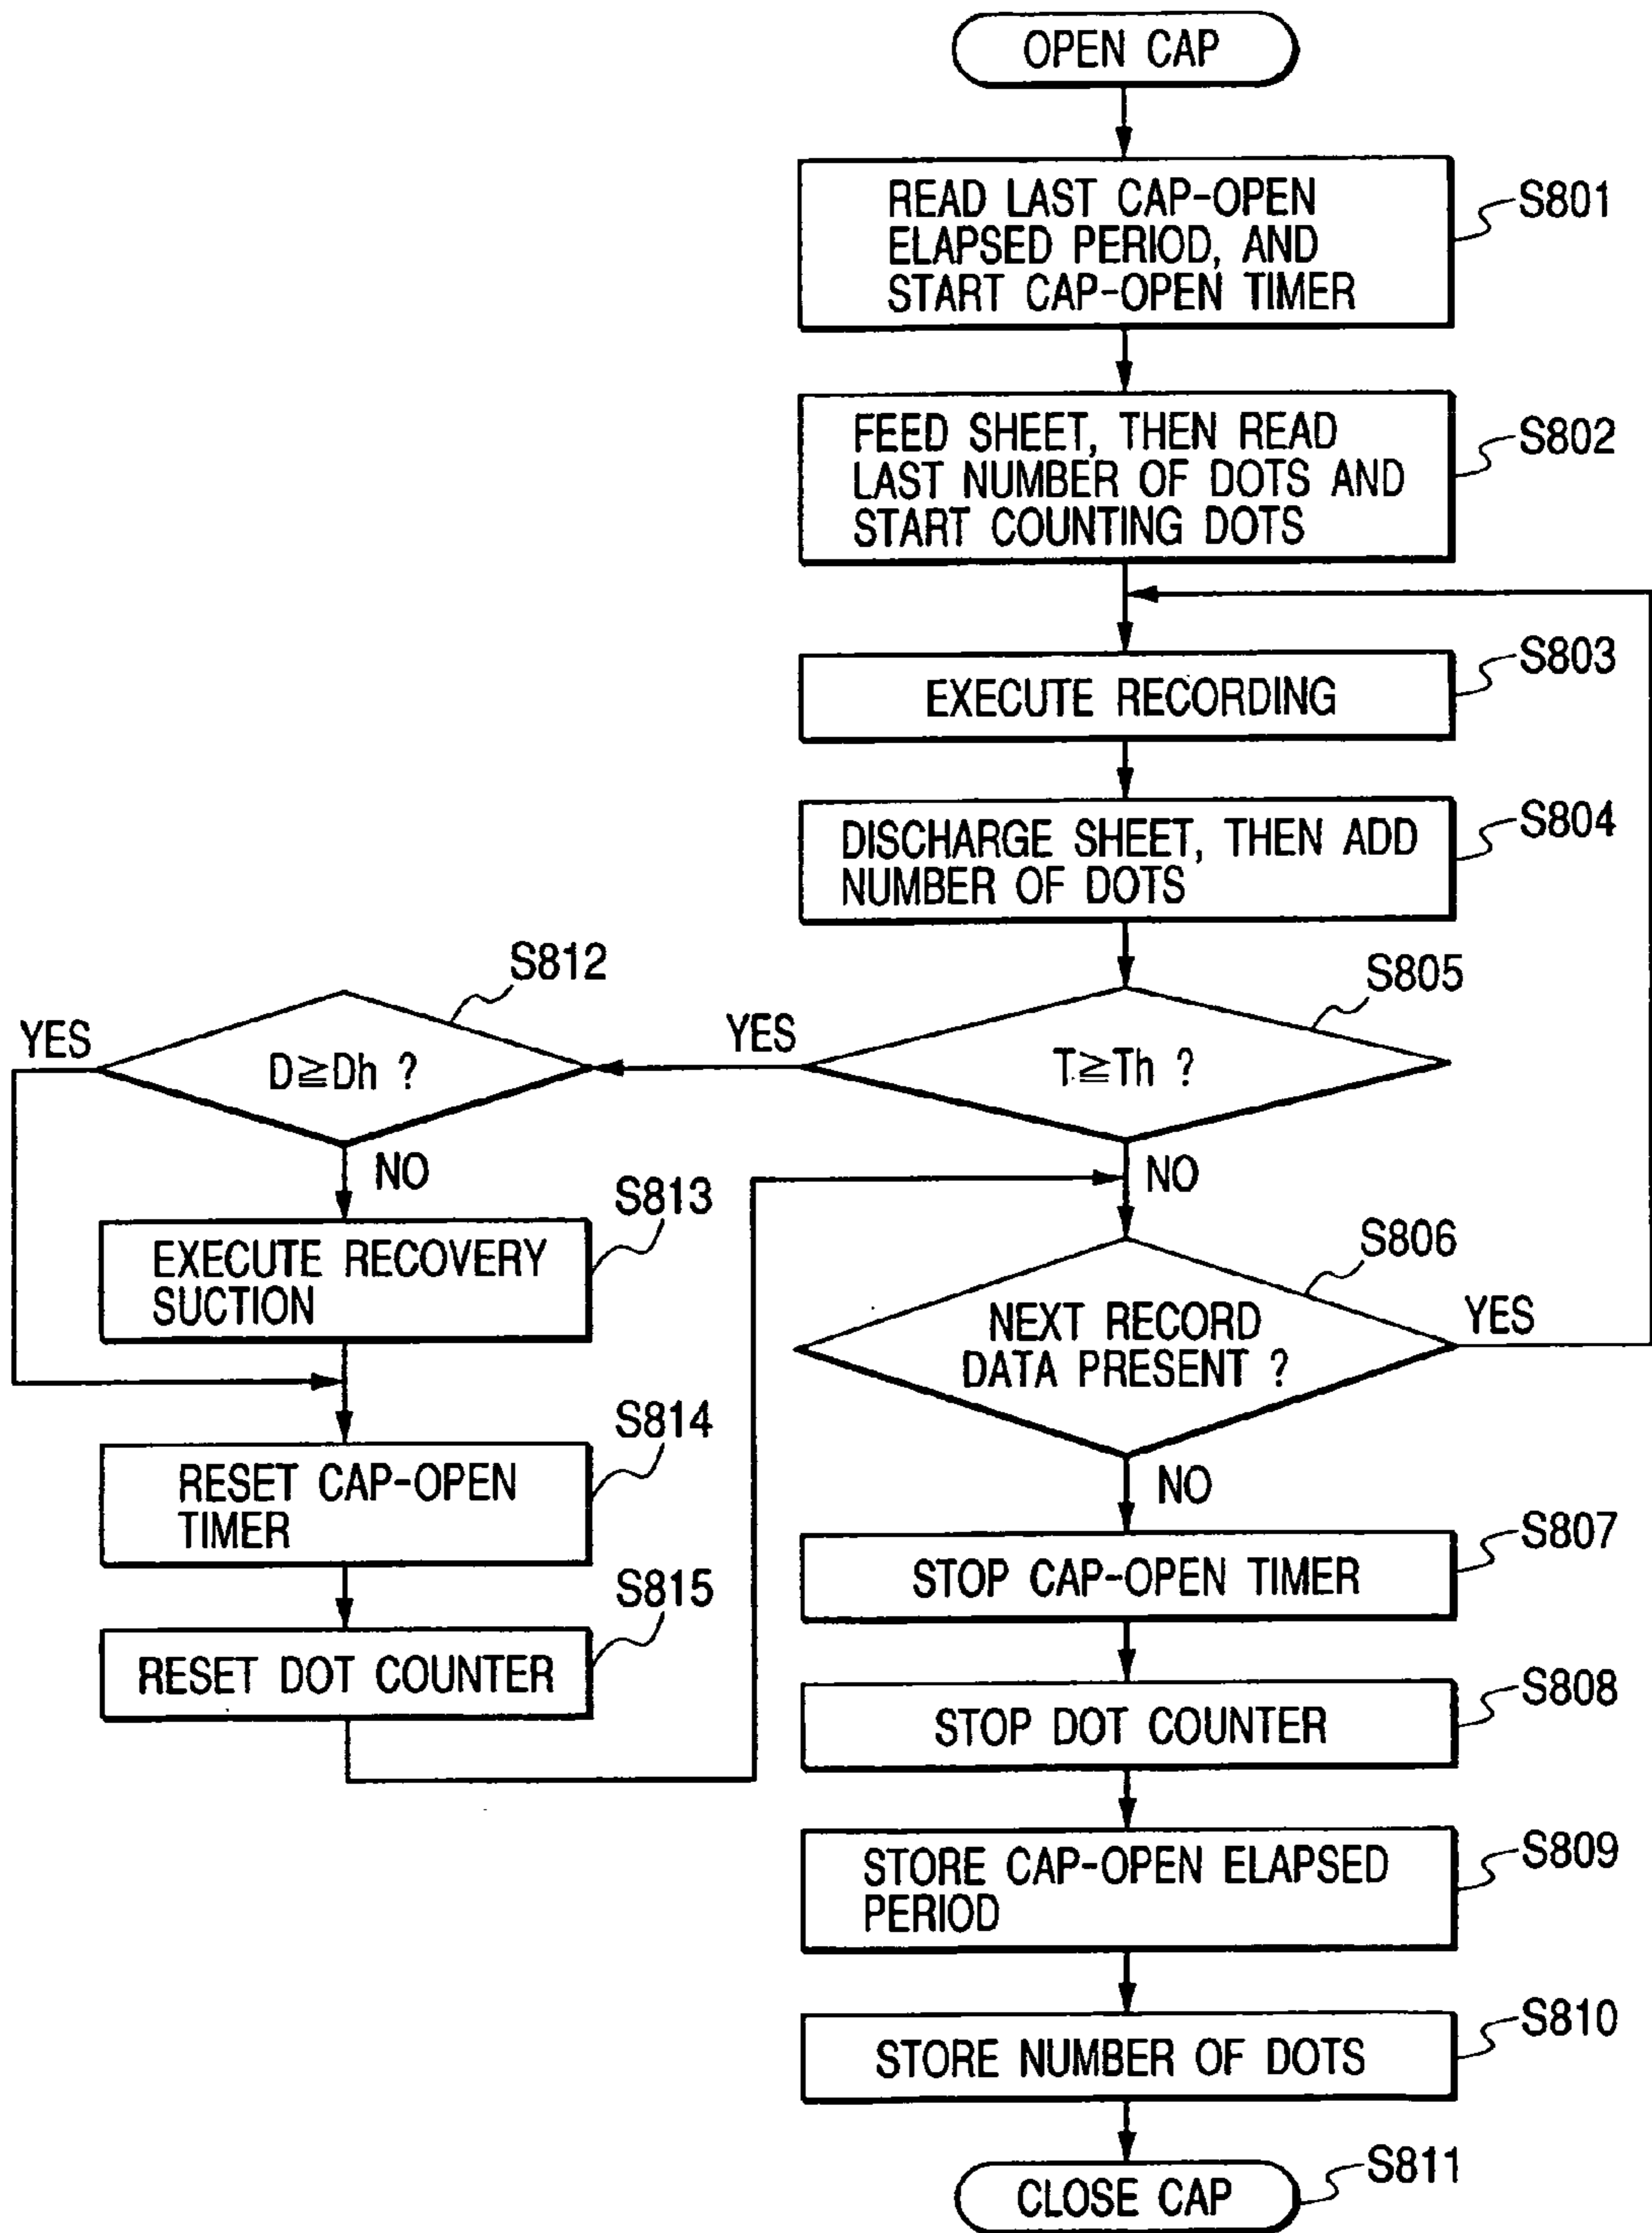 OPEN CAP
READ LAST CAP-OPEN
ELAPSED PERIOD, AND
START CAP-OPEN TIMER
S801
FEED SHEET, THEN READ
LAST NUMBER OF DOTS AND
START COUNTING DOTS
S802
EXECUTE RECORDING
S803
DISCHARGE SHEET, THEN ADD
NUMBER OF DOTS
S804
T≧Th ?
S805
YES
NO
D≧Dh ?
S812
YES
NO
EXECUTE RECOVERY
SUCTION
S813
RESET CAP-OPEN
TIMER
S814
RESET DOT COUNTER
S815
NEXT RECORD
DATA PRESENT ?
S806
YES
NO
STOP CAP-OPEN TIMER
S807
STOP DOT COUNTER
S808
STORE CAP-OPEN ELAPSED
PERIOD
S809
STORE NUMBER OF DOTS
S810
CLOSE CAP
S811